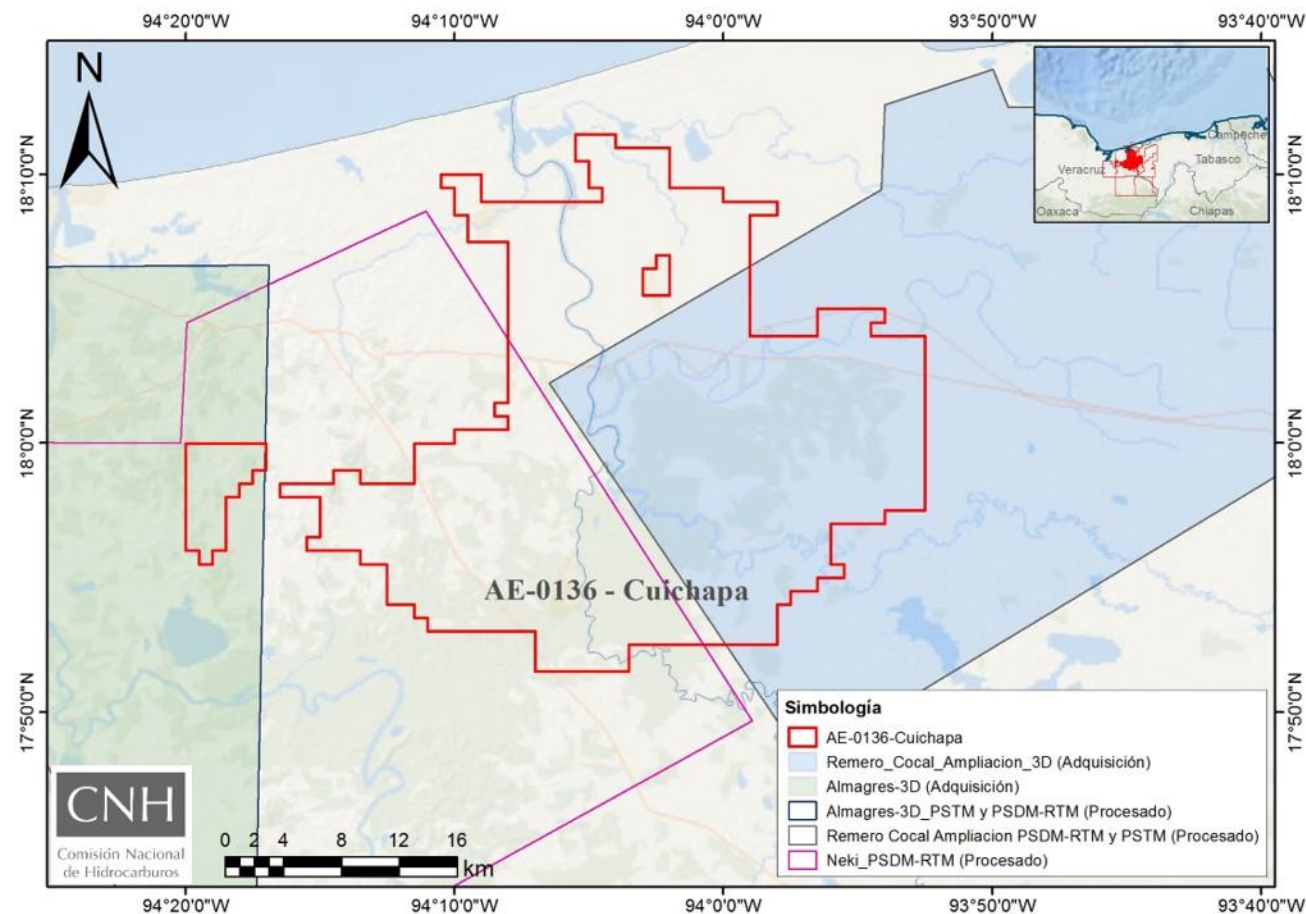 94°20'0"W 94°10'0"W 94°0'0"W 93°50'0"W 93°40'0"W
N
Campeche
Tabasco
Veracruz
Oaxaca
Chiapas
18°10'0"N 18°10'0"N
18°0'0"N 18°0'0"N
AE-0136 - Cuichapa
17°50'0"N 17°50'0"N
Simbología
AE-0136-Cuichapa
Remero_Cocal_Ampliacion_3D (Adquisición)
Almagres-3D (Adquisición)
Almagres-3D_PSTM y PSDM-RTM (Procesado)
Remero Cocal Ampliacion PSDM-RTM y PSTM (Procesado)
Neki_PSDM-RTM (Procesado)
CNH
Comisión Nacional
de Hidrocarburos
0 2 4 8 12 16
km
94°20'0"W 94°10'0"W 94°0'0"W 93°50'0"W 93°40'0"W